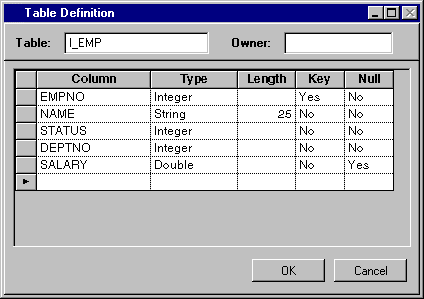 Table Definition
Table: I_EMP Owner:
Column Type Length Key Null
EMPNO Integer Yes No
NAME String 25 No No
STATUS Integer No No
DEPTNO Integer No No
SALARY Double No Yes
OK Cancel